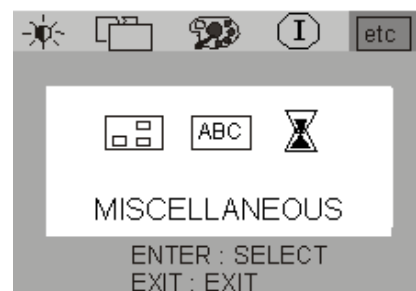 I etc
ABC
MISCELLANEOUS
ENTER : SELECT
EXIT : EXIT